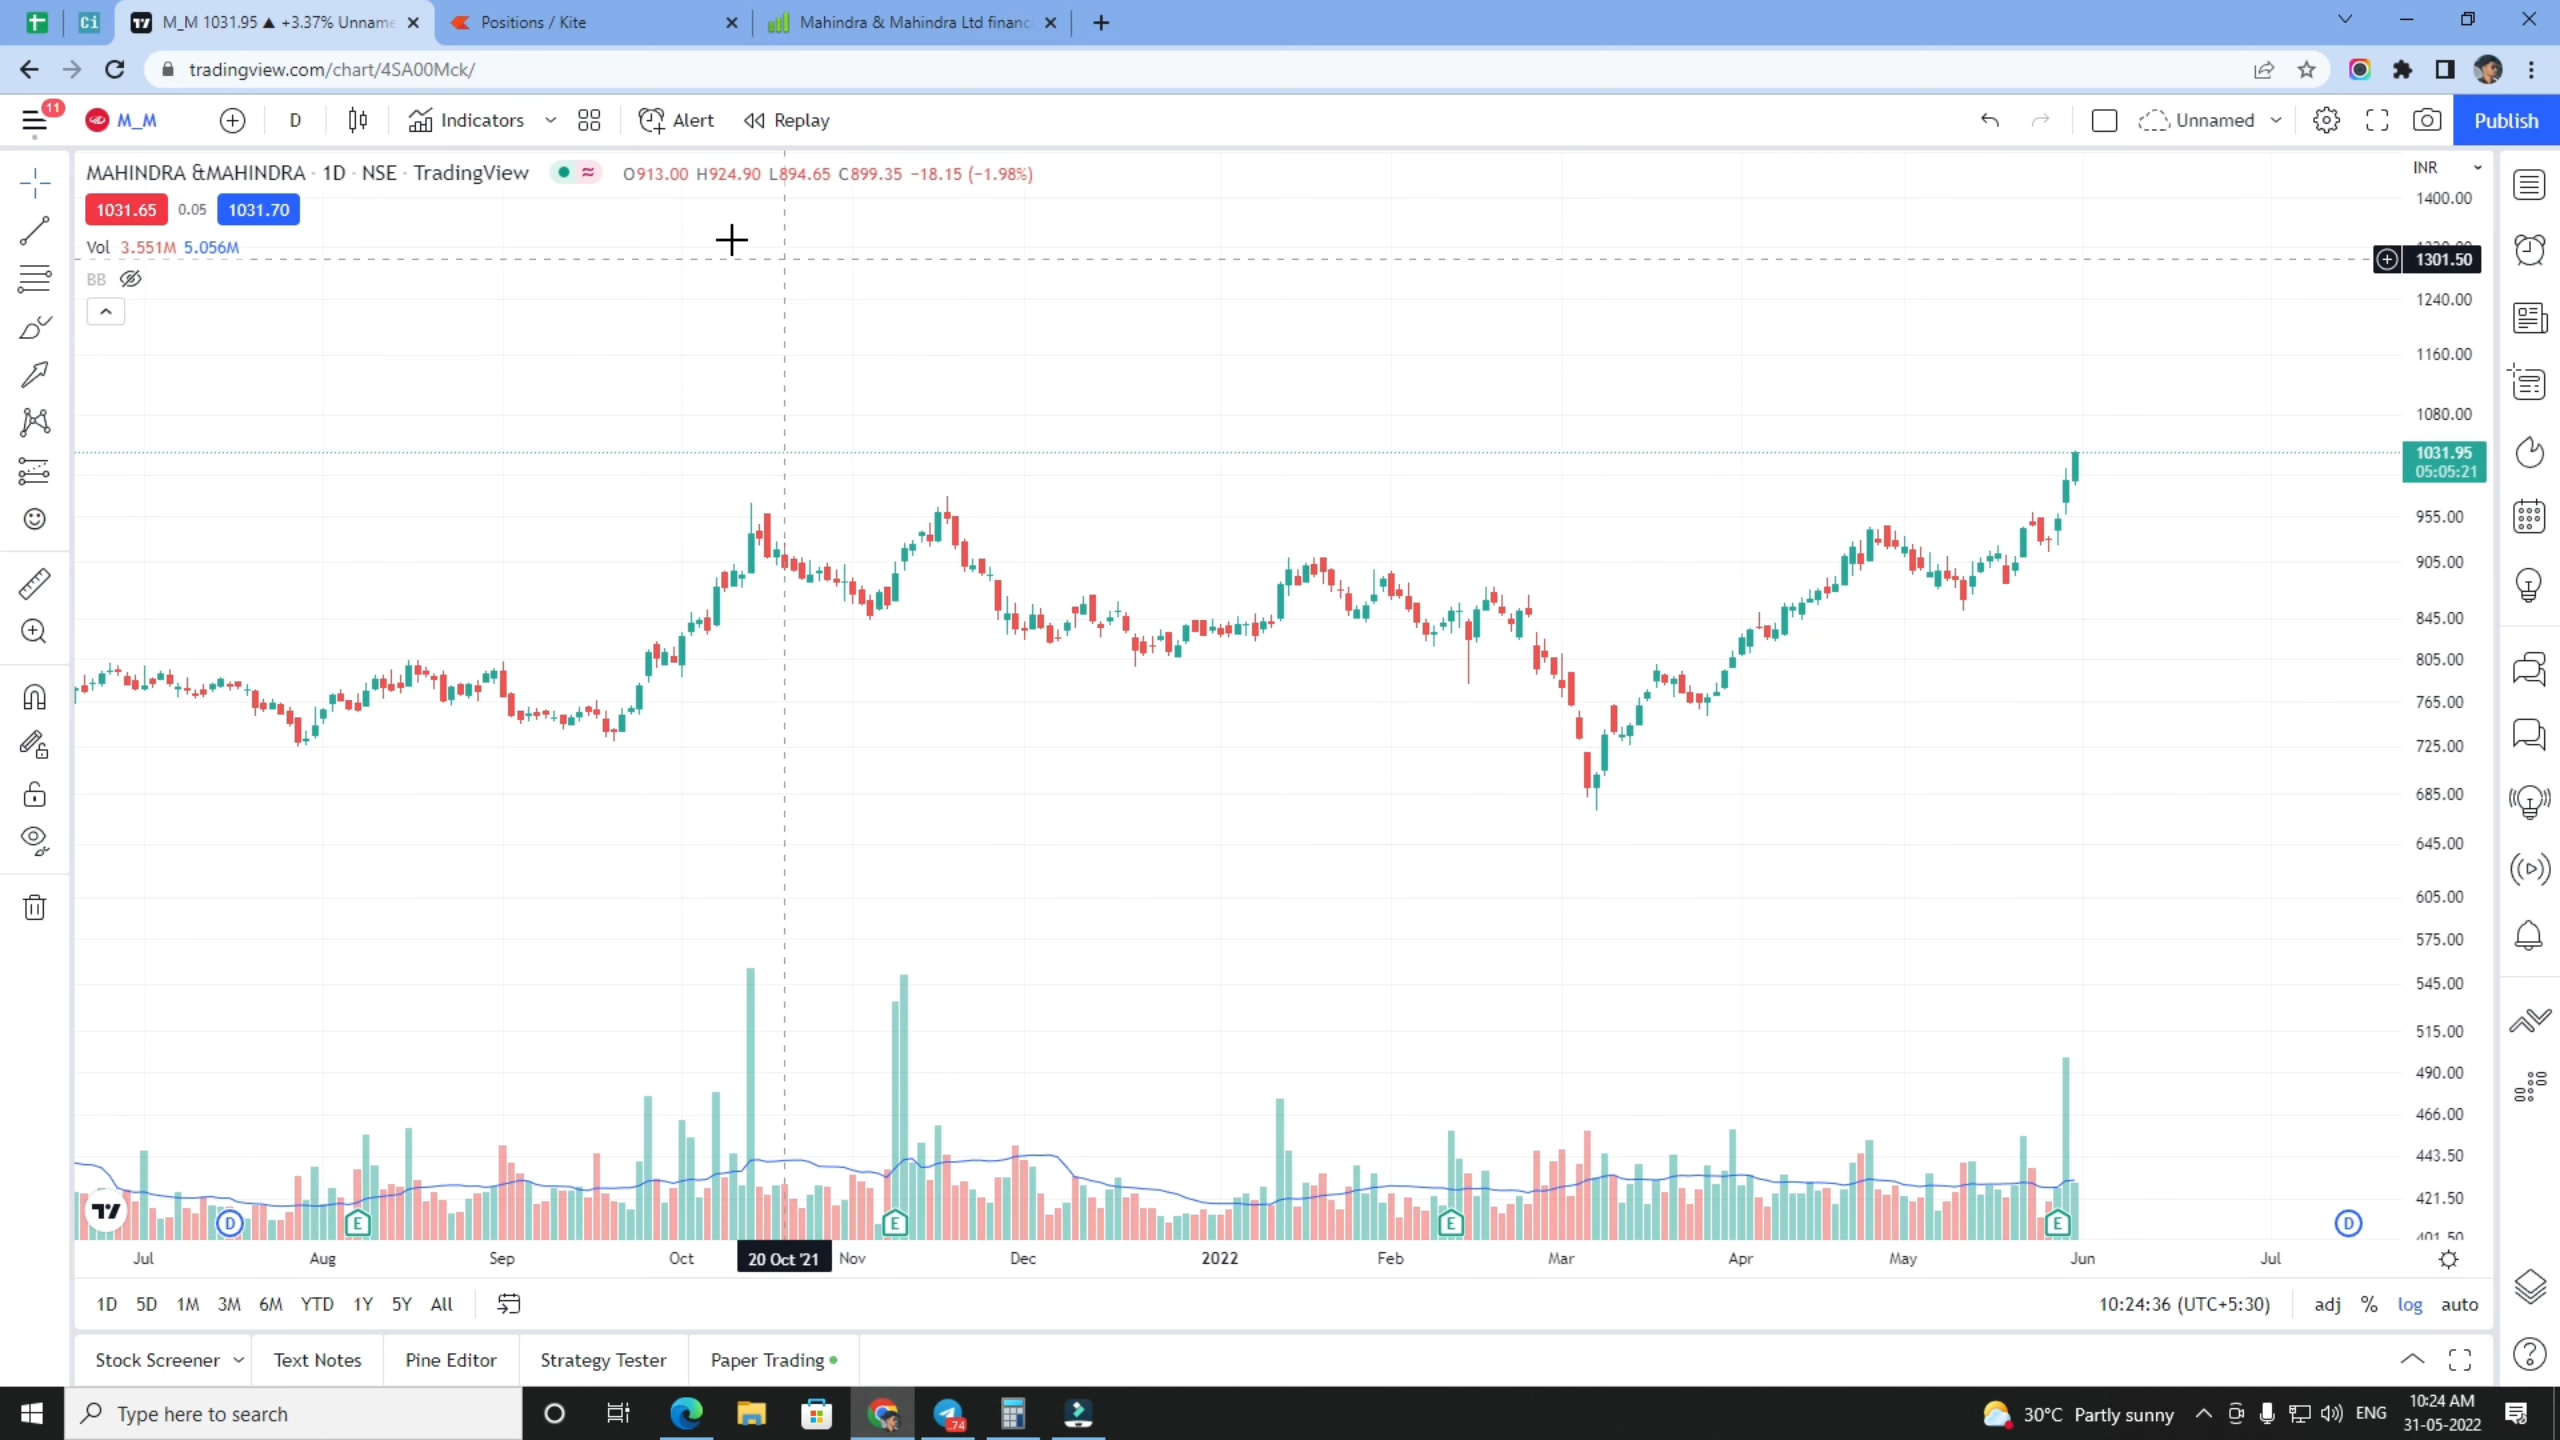 Ci
M_M 1031.95 ▲ +3.37% Unname
Positions / Kite
Mahindra & Mahindra Ltd financ
tradingview.com/chart/4SA00Mck/
11
M_M
D
Indicators
Alert
Replay
Unnamed
Publish
MAHINDRA &MAHINDRA · 1D · NSE · TradingView
O913.00 H924.90 L894.65 C899.35 −18.15 (−1.98%)
INR
1031.65
0.05
1031.70
Vol 3.551M 5.056M
BB
1400.00
1301.50
1240.00
1160.00
1080.00
1031.95
05:05:21
955.00
905.00
845.00
805.00
765.00
725.00
685.00
645.00
605.00
575.00
545.00
515.00
490.00
466.00
443.50
421.50
401.50
D
E
E
E
E
D
Jul
Aug
Sep
Oct
20 Oct '21
Nov
Dec
2022
Feb
Mar
Apr
May
Jun
Jul
1D 5D 1M 3M 6M YTD 1Y 5Y All
10:24:36 (UTC+5:30)
adj % log auto
Stock Screener
Text Notes
Pine Editor
Strategy Tester
Paper Trading
Type here to search
74
30°C Partly sunny
ENG
10:24 AM
31-05-2022